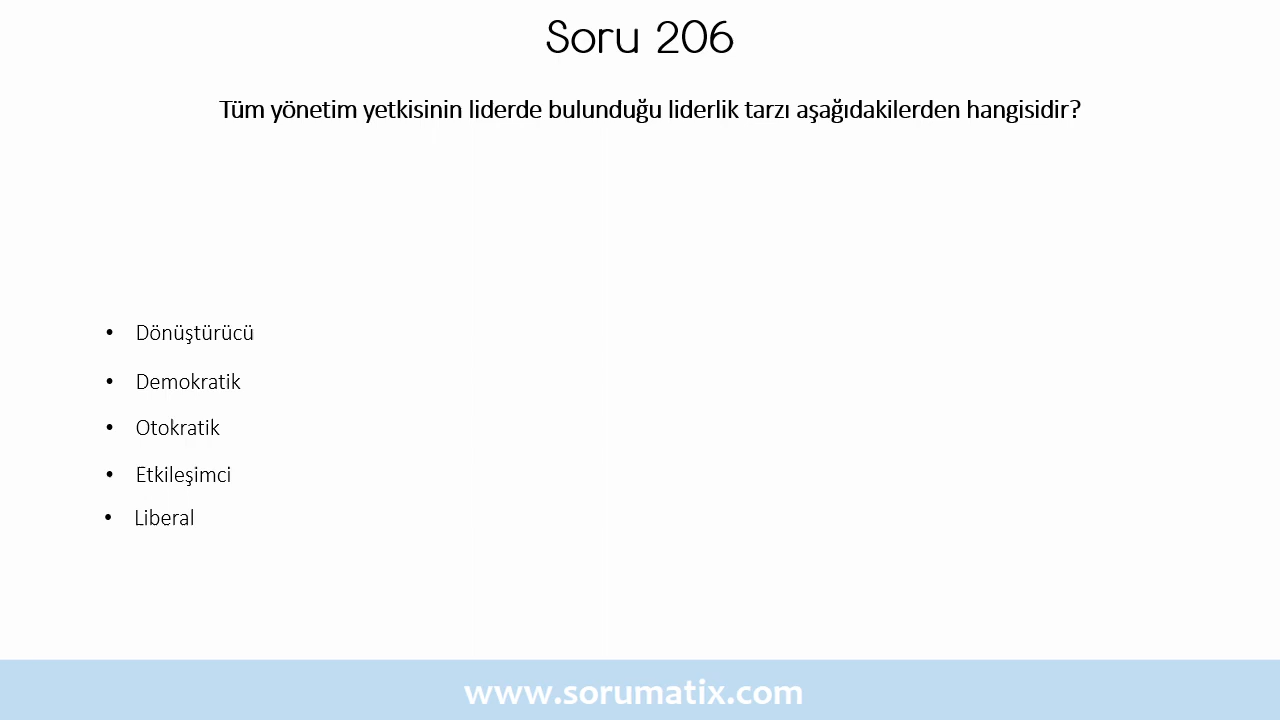 Soru 206
Tüm yönetim yetkisinin liderde bulunduğu liderlik tarzı aşağıdakilerden hangisidir?
• Dönüştürücü
• Demokratik
• Otokratik
• Etkileşimci
• Liberal
www.sorumatix.com